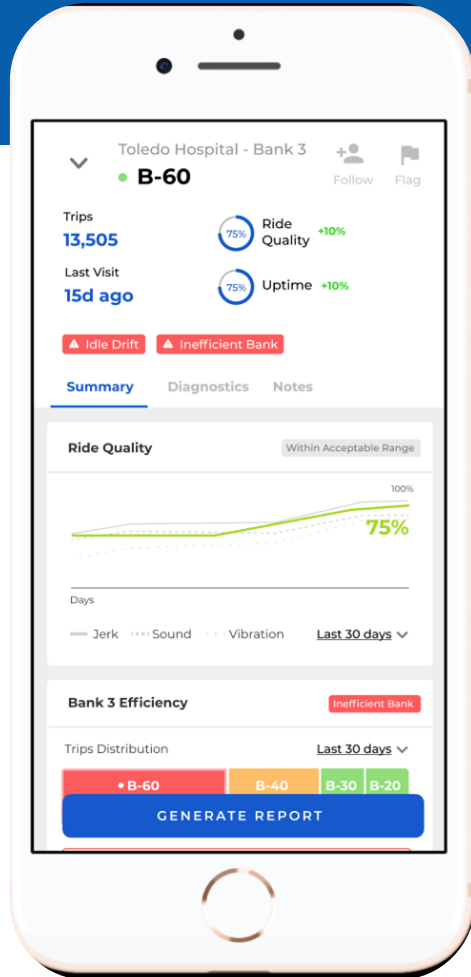 Toledo Hospital - Bank 3
B-60
Follow
Flag
Trips
13,505
75%
Ride Quality
+10%
Last Visit
15d ago
75%
Uptime
+10%
Idle Drift
Inefficient Bank
Summary
Diagnostics
Notes
Ride Quality
Within Acceptable Range
100%
75%
Days
Jerk
Sound
Vibration
Last 30 days
Bank 3 Efficiency
Inefficient Bank
Trips Distribution
Last 30 days
B-60
B-40
B-30
B-20
GENERATE REPORT